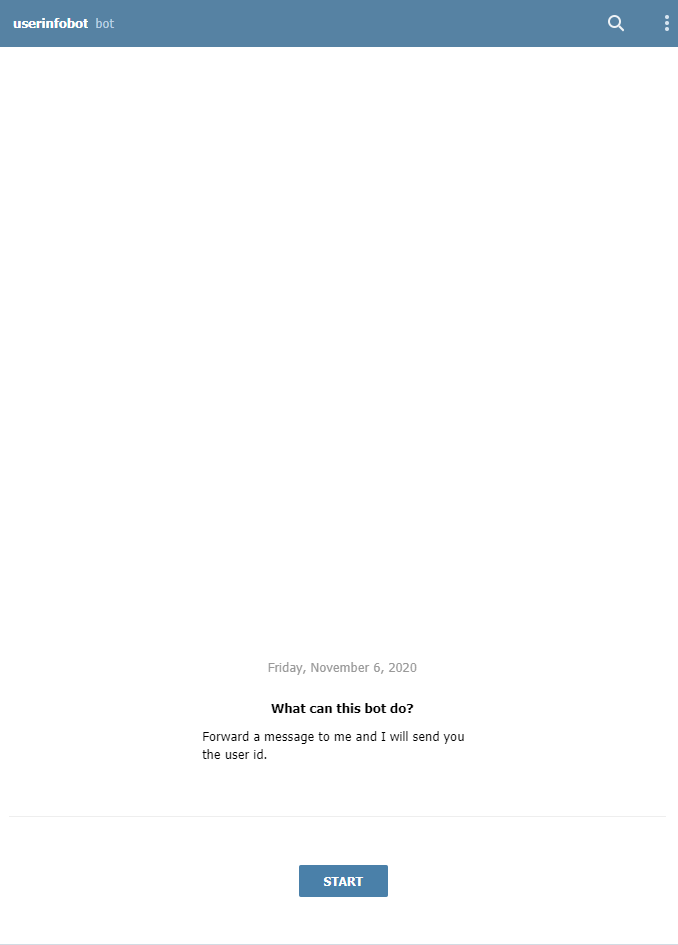 userinfobot bot
Friday, November 6, 2020
What can this bot do?
Forward a message to me and I will send you
the user id.
START